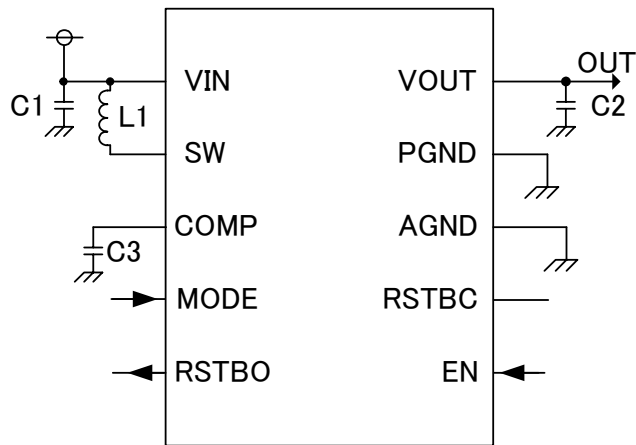 OUT
VIN
VOUT
C1
L1
C2
SW
PGND
COMP
AGND
C3
MODE
RSTBC
RSTBO
EN